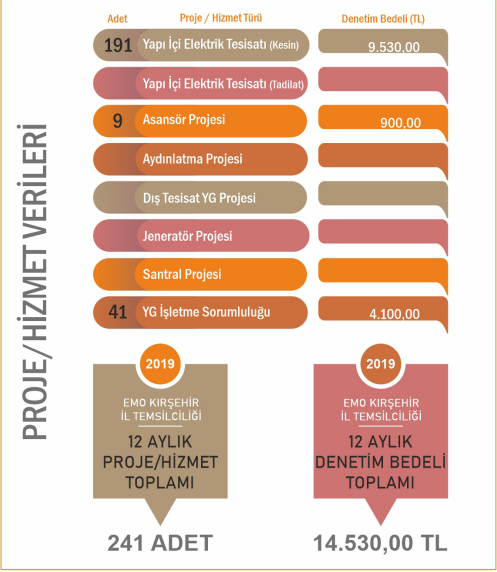 Adet Proje / Hizmet Türü Denetim Bedeli (TL)
191 Yapı İçi Elektrik Tesisatı (Kesin) 9.530,00
Yapı İçi Elektrik Tesisatı (Tadilat)
9 Asansör Projesi 900,00
Aydınlatma Projesi
Dış Tesisat YG Projesi
Jeneratör Projesi
Santral Projesi
41 YG İşletme Sorumluluğu 4.100,00
PROJE/HİZMET VERİLERİ
2019
EMO KIRŞEHİR
İL TEMSİLCİLİĞİ
12 AYLIK
PROJE/HİZMET
TOPLAMI
241 ADET
2019
EMO KIRŞEHİR
İL TEMSİLCİLİĞİ
12 AYLIK
DENETİM BEDELİ
TOPLAMI
14.530,00 TL